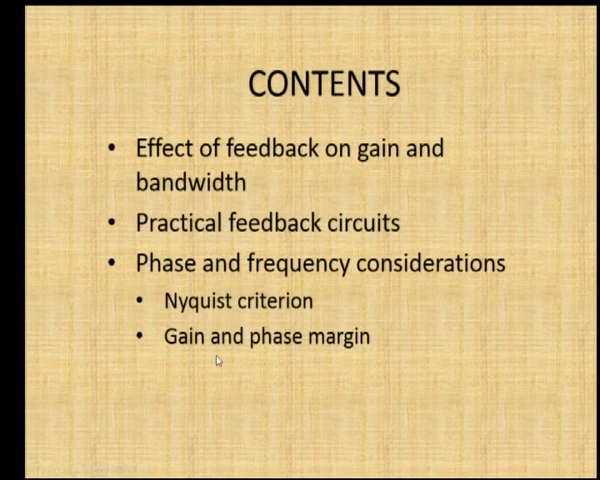 CONTENTS
• Effect of feedback on gain and
bandwidth
• Practical feedback circuits
• Phase and frequency considerations
• Nyquist criterion
• Gain and phase margin